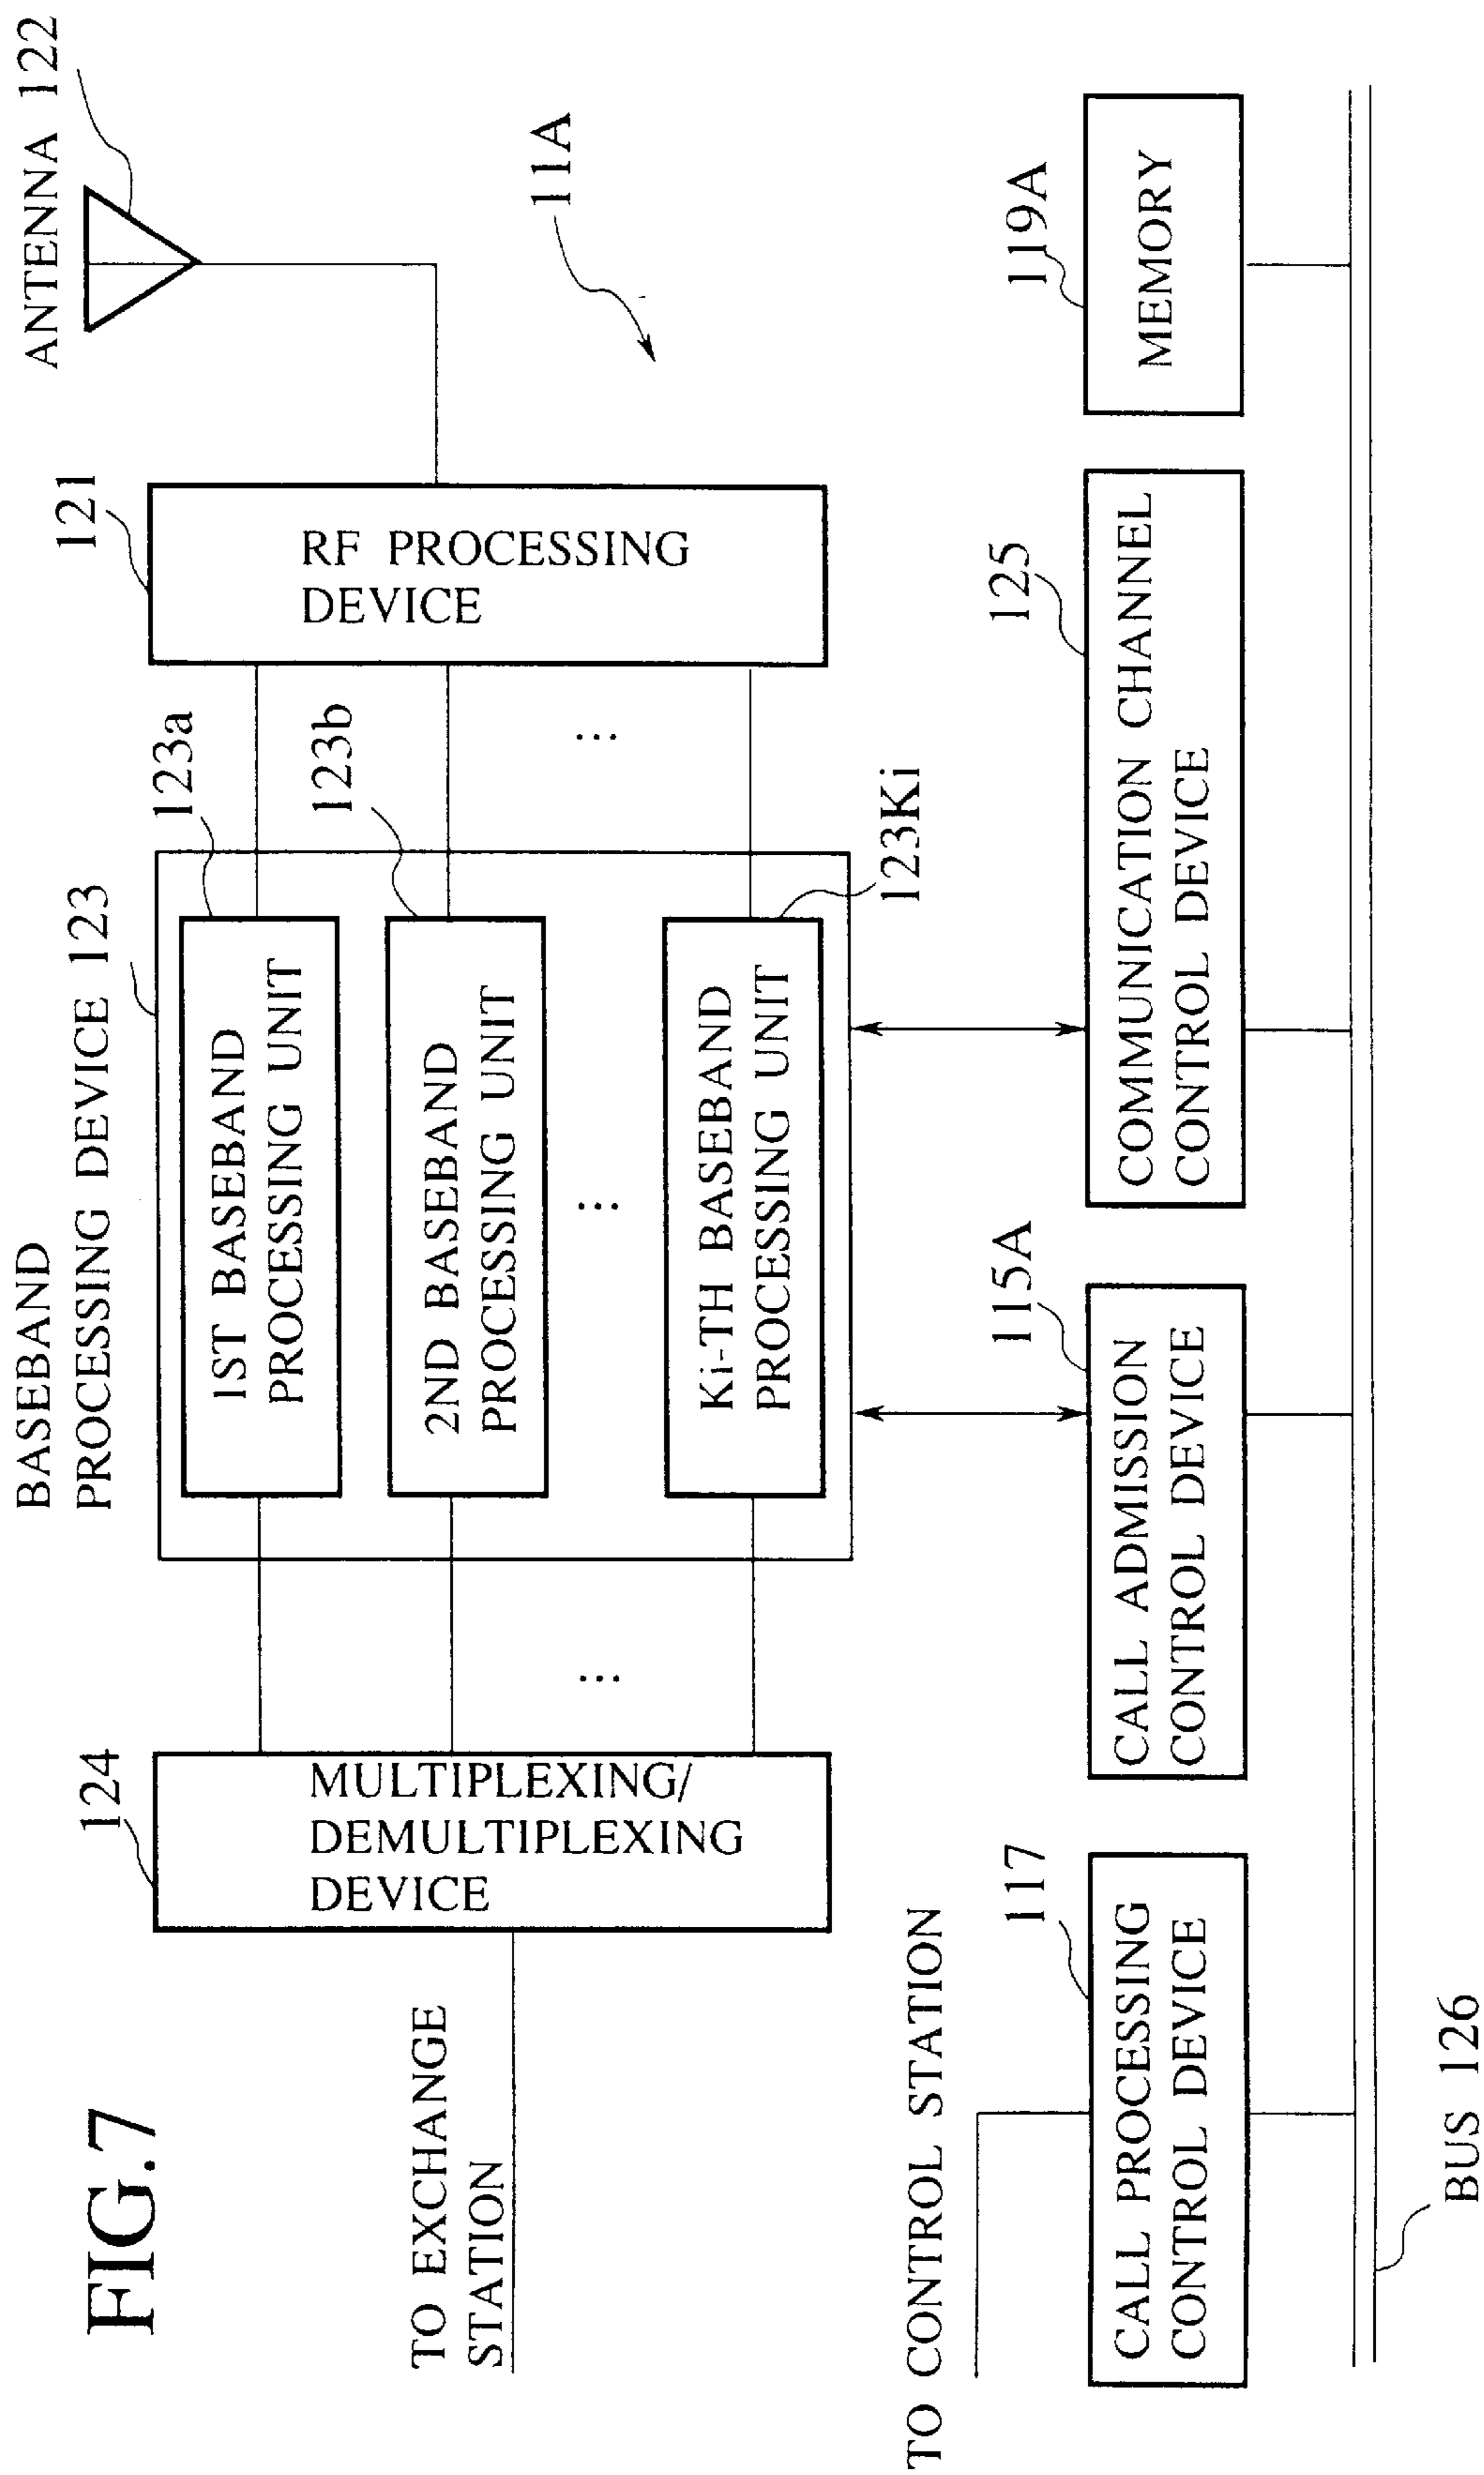 FIG.7
BASEBAND
PROCESSING DEVICE 123
ANTENNA 122
124
MULTIPLEXING/
DEMULTIPLEXING
DEVICE
TO EXCHANGE
STATION
123a
1ST BASEBAND
PROCESSING UNIT
123b
2ND BASEBAND
PROCESSING UNIT
...
...
...
Ki-TH BASEBAND
PROCESSING UNIT
123Ki
121
RF PROCESSING
DEVICE
11A
TO CONTROL STATION
117
CALL PROCESSING
CONTROL DEVICE
115A
CALL ADMISSION
CONTROL DEVICE
125
COMMUNICATION CHANNEL
CONTROL DEVICE
119A
MEMORY
BUS 126